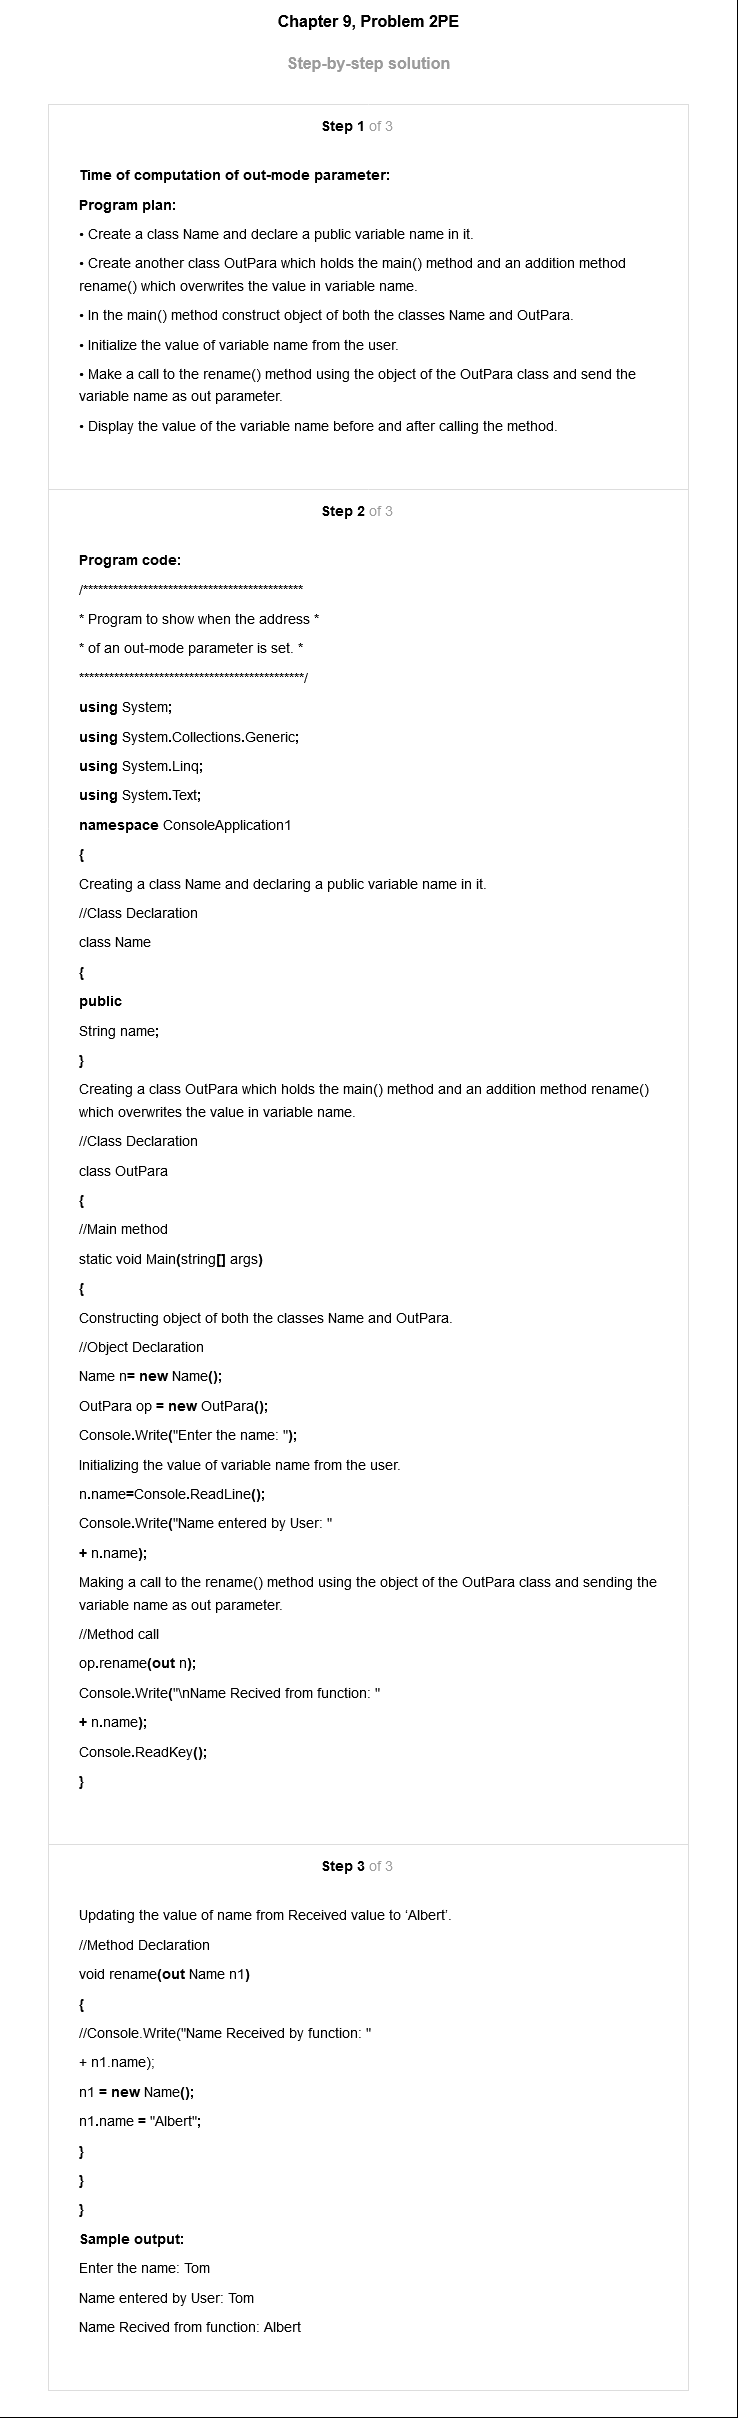 Chapter 9, Problem 2PE
Step-by-step solution
Step 1 of 3
Time of computation of out-mode parameter:
Program plan:
• Create a class Name and declare a public variable name in it.
• Create another class OutPara which holds the main() method and an addition method
rename() which overwrites the value in variable name.
• In the main() method construct object of both the classes Name and OutPara.
• Initialize the value of variable name from the user.
• Make a call to the rename() method using the object of the OutPara class and send the
variable name as out parameter.
• Display the value of the variable name before and after calling the method.
Step 2 of 3
Program code:
/********************************************
* Program to show when the address *
* of an out-mode parameter is set. *
*********************************************/
using System;
using System.Collections.Generic;
using System.Linq;
using System.Text;
namespace ConsoleApplication1
{
Creating a class Name and declaring a public variable name in it.
//Class Declaration
class Name
{
public
String name;
}
Creating a class OutPara which holds the main() method and an addition method rename()
which overwrites the value in variable name.
//Class Declaration
class OutPara
{
//Main method
static void Main(string[] args)
{
Constructing object of both the classes Name and OutPara.
//Object Declaration
Name n= new Name();
OutPara op = new OutPara();
Console.Write("Enter the name: ");
Initializing the value of variable name from the user.
n.name=Console.ReadLine();
Console.Write("Name entered by User: "
+ n.name);
Making a call to the rename() method using the object of the OutPara class and sending the
variable name as out parameter.
//Method call
op.rename(out n);
Console.Write("\nName Recived from function: "
+ n.name);
Console.ReadKey();
}
Step 3 of 3
Updating the value of name from Received value to ‘Albert’.
//Method Declaration
void rename(out Name n1)
{
//Console.Write("Name Received by function: "
+ n1.name);
n1 = new Name();
n1.name = "Albert";
}
}
}
Sample output:
Enter the name: Tom
Name entered by User: Tom
Name Recived from function: Albert